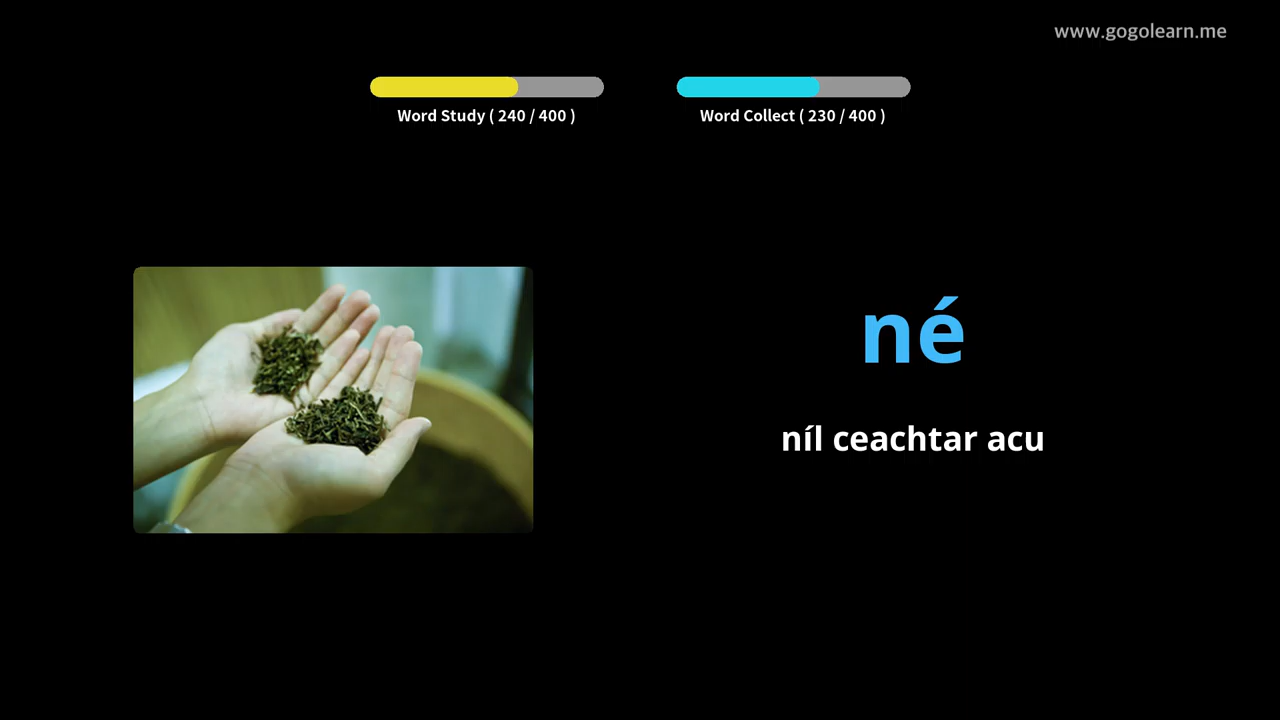 www.gogolearn.me
Word Study ( 240 / 400 )
Word Collect ( 230 / 400 )
né
níl ceachtar acu